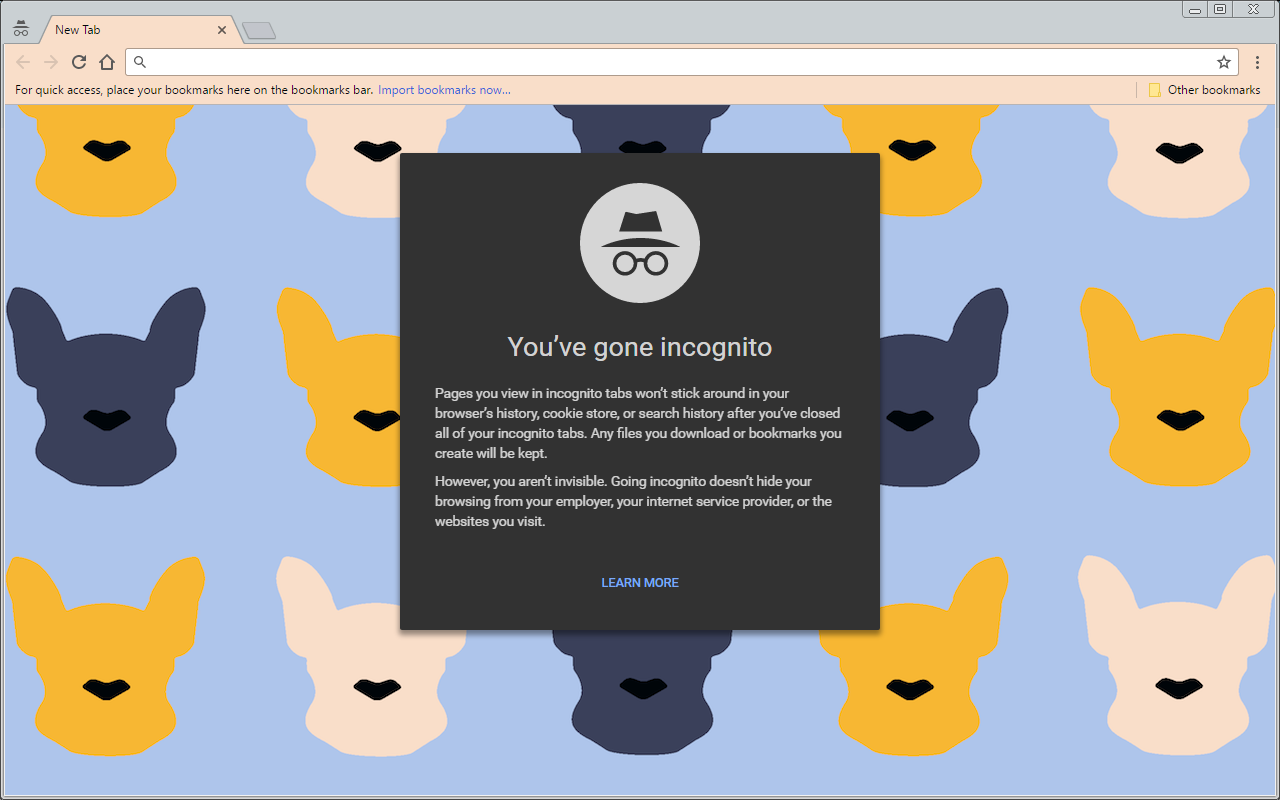 New Tab
For quick access, place your bookmarks here on the bookmarks bar. Import bookmarks now...
Other bookmarks
You’ve gone incognito
Pages you view in incognito tabs won’t stick around in your
browser’s history, cookie store, or search history after you’ve closed
all of your incognito tabs. Any files you download or bookmarks you
create will be kept.
However, you aren’t invisible. Going incognito doesn’t hide your
browsing from your employer, your internet service provider, or the
websites you visit.
LEARN MORE